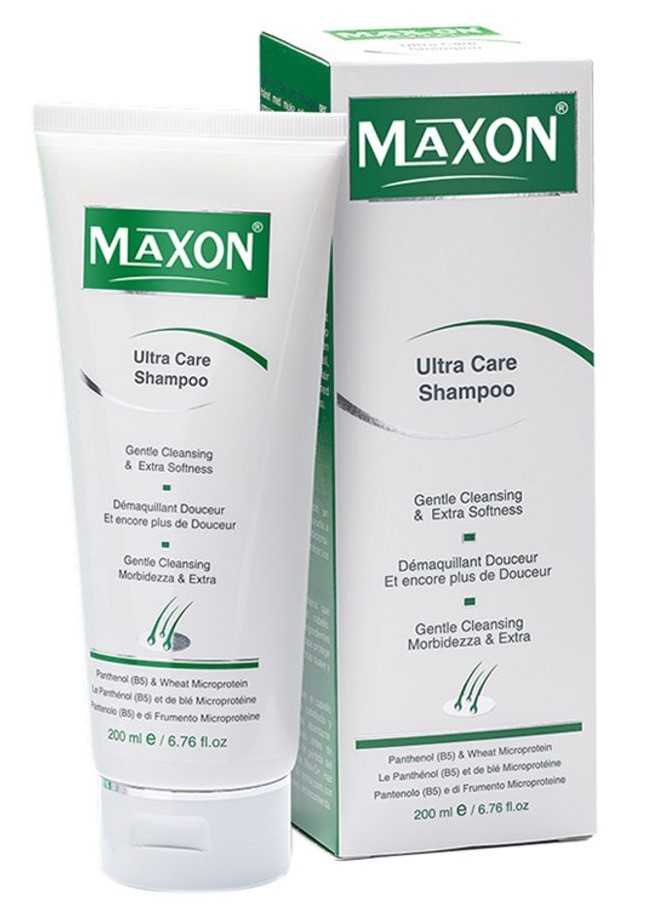 MAXON®
Ultra Care
Shampoo
Gentle Cleansing
& Extra Softness
Démaquillant Douceur
Et encore plus de Douceur
Gentle Cleansing
Morbidezza & Extra
Panthenol (B5) & Wheat Microprotein
Le Panthénol (B5) et de blé Microprotéine
Pantenolo (B5) e di Frumento Microproteine
200 ml e / 6.76 fl.oz
Ultra Care
Shampoo
MAXON®
Ultra Care
Shampoo
Gentle Cleansing
& Extra Softness
Démaquillant Douceur
Et encore plus de Douceur
Gentle Cleansing
Morbidezza & Extra
Panthenol (B5) & Wheat Microprotein
Le Panthénol (B5) et de blé Microprotéine
Pantenolo (B5) e di Frumento Microproteine
200 ml e / 6.76 fl.oz